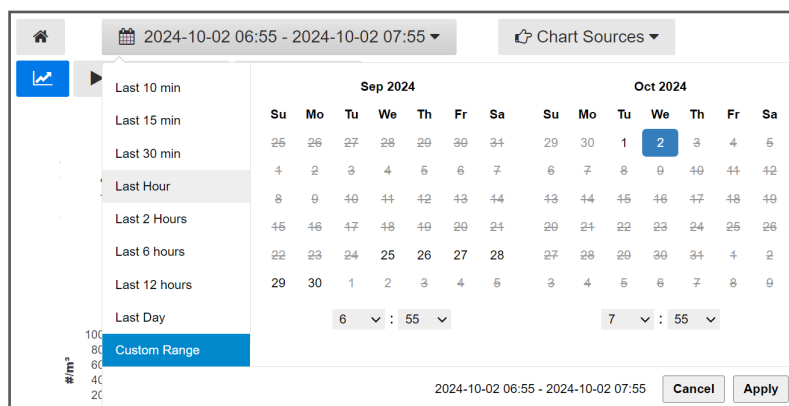 2024-10-02 06:55 - 2024-10-02 07:55
Chart Sources
Last 10 min
Last 15 min
Last 30 min
Last Hour
Last 2 Hours
Last 6 hours
Last 12 hours
Last Day
Custom Range
Sep 2024
Su Mo Tu We Th Fr Sa
25 26 27 28 29 30 31
1 2 3 4 5 6 7
8 9 10 11 12 13 14
15 16 17 18 19 20 21
22 23 24 25 26 27 28
29 30 1 2 3 4 5
6 : 55
Oct 2024
Su Mo Tu We Th Fr Sa
29 30 1 2 3 4 5
6 7 8 9 10 11 12
13 14 15 16 17 18 19
20 21 22 23 24 25 26
27 28 29 30 31 1 2
3 4 5 6 7 8 9
7 : 55
100
80
60
40
20
#/m³
2024-10-02 06:55 - 2024-10-02 07:55
Cancel
Apply